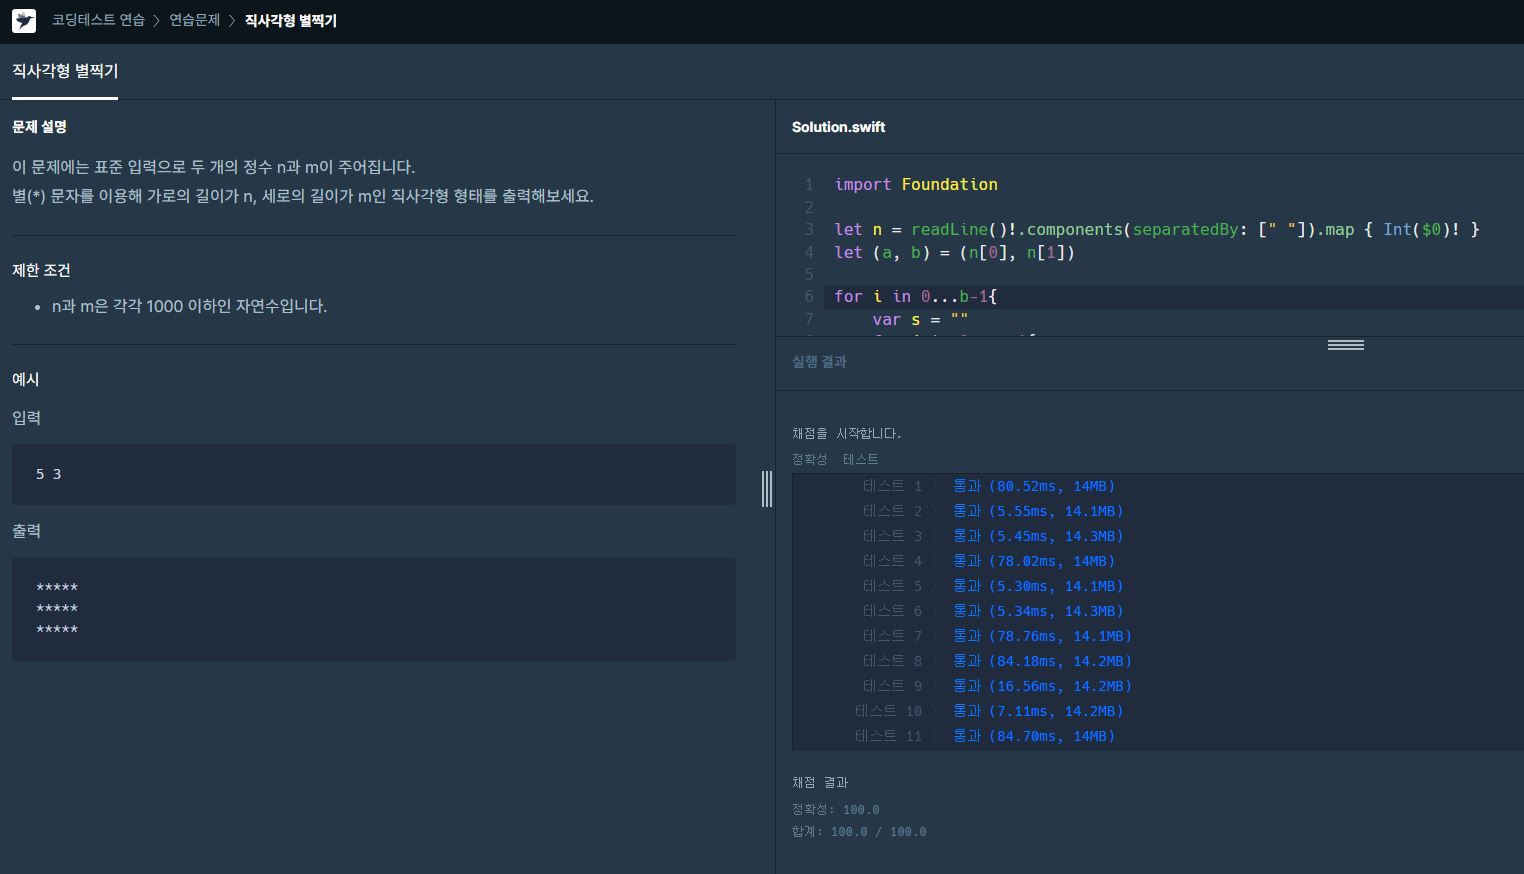 코딩테스트 연습 > 연습문제 > 직사각형 별찍기
직사각형 별찍기
문제 설명
이 문제에는 표준 입력으로 두 개의 정수 n과 m이 주어집니다.
별(*) 문자를 이용해 가로의 길이가 n, 세로의 길이가 m인 직사각형 형태를 출력해보세요.
제한 조건
• n과 m은 각각 1000 이하인 자연수입니다.
예시
입력
5 3
출력
*****
*****
*****
Solution.swift
1 import Foundation
2
3 let n = readLine()!.components(separatedBy: [" "]).map { Int($0)! }
4 let (a, b) = (n[0], n[1])
5
6 for i in 0...b-1{
7 var s = ""
실행 결과
채점을 시작합니다.
정확성 테스트
테스트 1 〉 통과 (80.52ms, 14MB)
테스트 2 〉 통과 (5.55ms, 14.1MB)
테스트 3 〉 통과 (5.45ms, 14.3MB)
테스트 4 〉 통과 (78.02ms, 14MB)
테스트 5 〉 통과 (5.30ms, 14.1MB)
테스트 6 〉 통과 (5.34ms, 14.3MB)
테스트 7 〉 통과 (78.76ms, 14.1MB)
테스트 8 〉 통과 (84.18ms, 14.2MB)
테스트 9 〉 통과 (16.56ms, 14.2MB)
테스트 10 〉 통과 (7.11ms, 14.2MB)
테스트 11 〉 통과 (84.70ms, 14MB)
채점 결과
정확성: 100.0
합계: 100.0 / 100.0